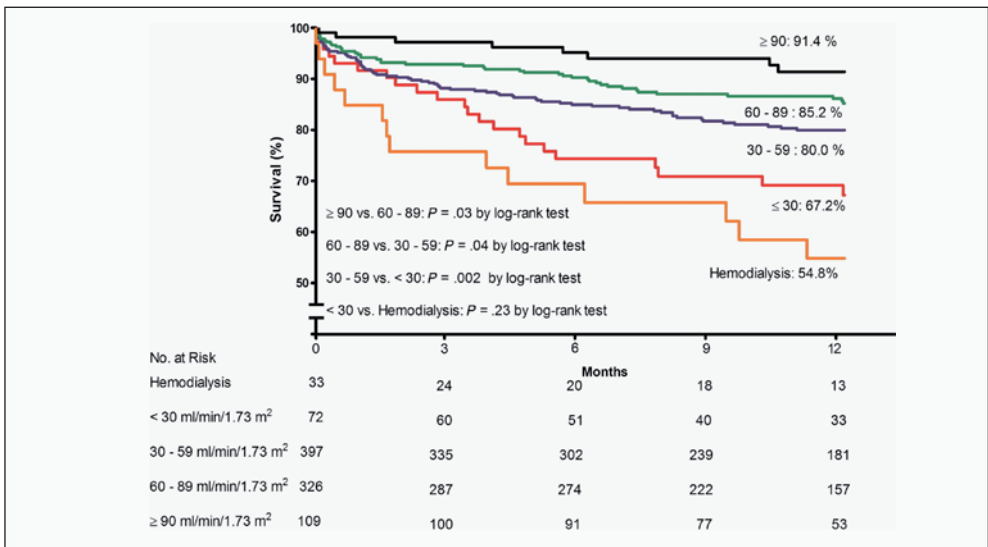 100
90
80
70
60
50
Survival (%)
≥ 90: 91.4 %
60 - 89 : 85.2 %
30 - 59 : 80.0 %
≤ 30: 67.2%
Hemodialysis: 54.8%
≥ 90 vs. 60 - 89: P = .03 by log-rank test
60 - 89 vs. 30 - 59: P = .04 by log-rank test
30 - 59 vs. < 30: P = .002 by log-rank test
< 30 vs. Hemodialysis: P = .23 by log-rank test
0 3 6 9 12
Months
No. at Risk
Hemodialysis 33 24 20 18 13
< 30 ml/min/1.73 m² 72 60 51 40 33
30 - 59 ml/min/1.73 m² 397 335 302 239 181
60 - 89 ml/min/1.73 m² 326 287 274 222 157
≥ 90 ml/min/1.73 m² 109 100 91 77 53